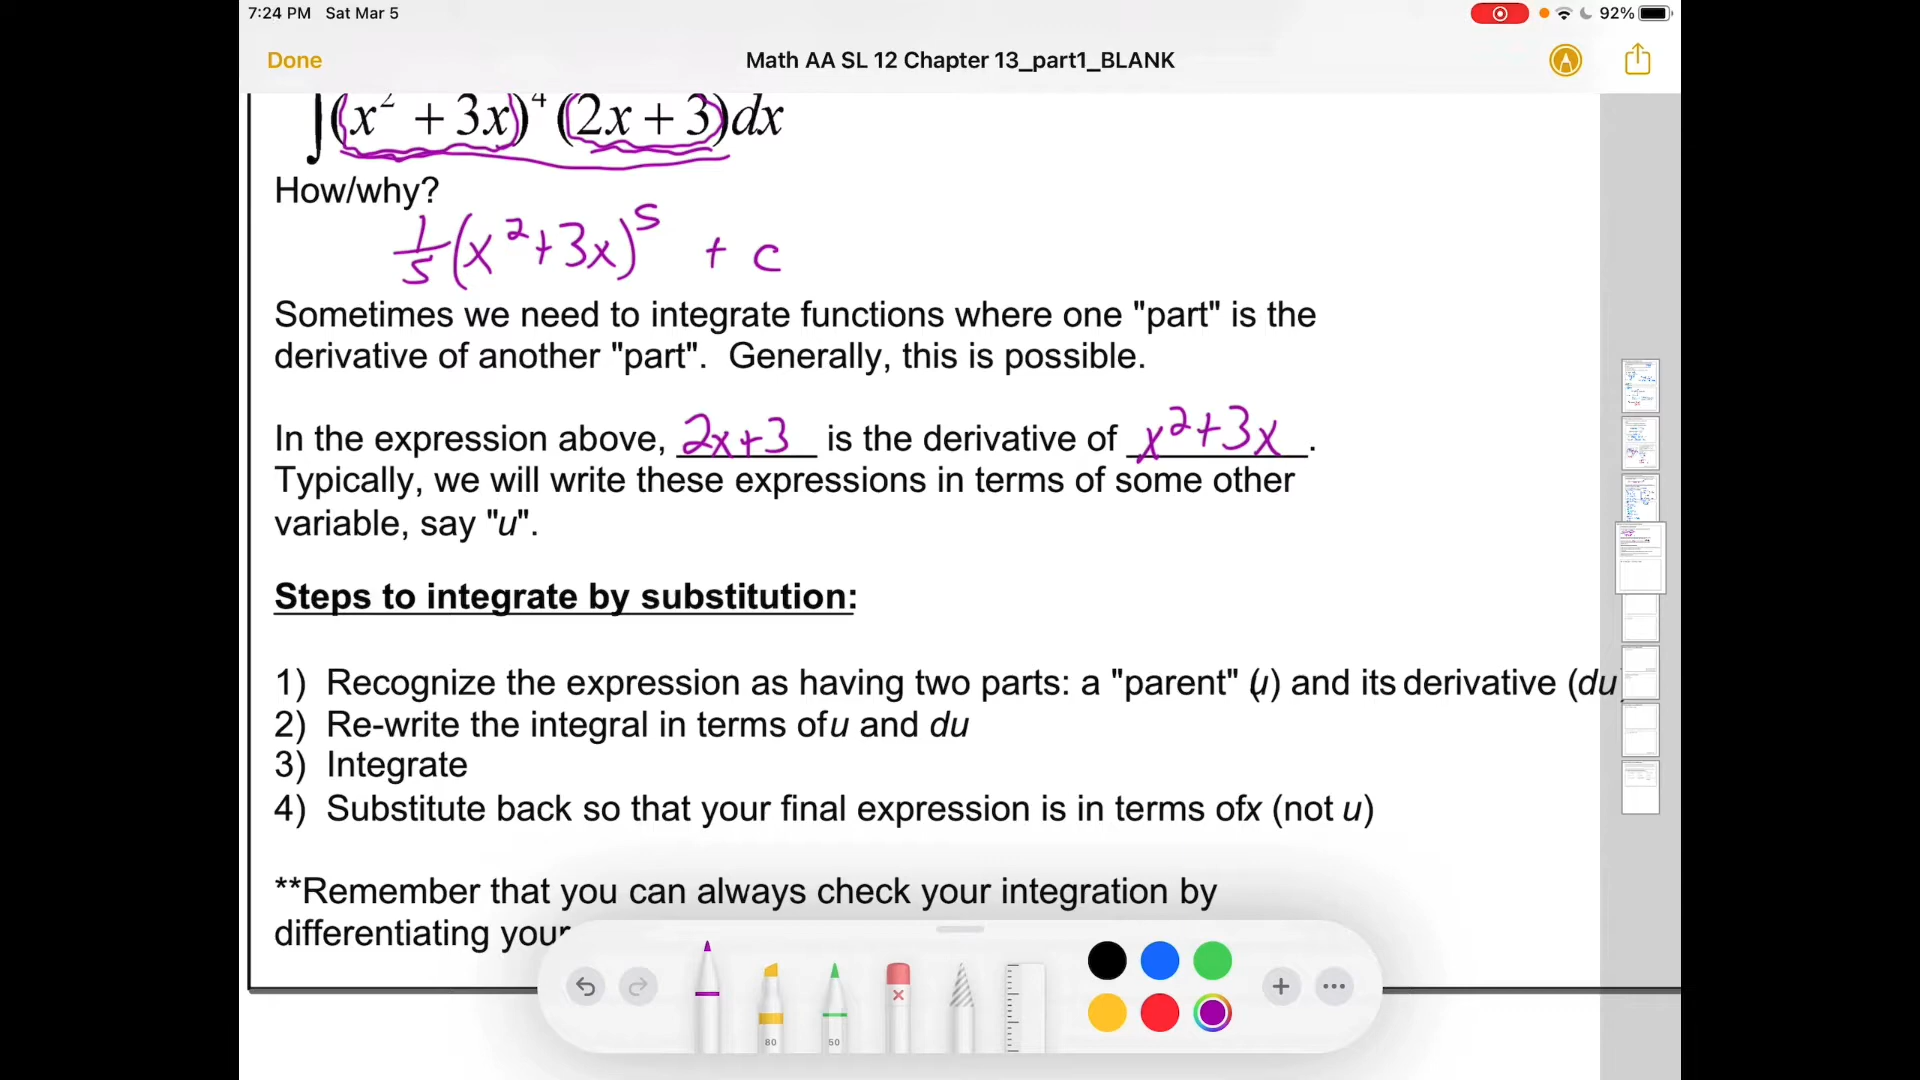 7:24 PM Sat Mar 5
92%
Done
Math AA SL 12 Chapter 13_part1_BLANK
∫(x² + 3x)⁴ (2x + 3)dx
How/why?
1/5 (x² + 3x)⁵ + c
Sometimes we need to integrate functions where one "part" is the
derivative of another "part". Generally, this is possible.
In the expression above, 2x+3 is the derivative of x²+3x.
Typically, we will write these expressions in terms of some other
variable, say "u".
Steps to integrate by substitution:
1) Recognize the expression as having two parts: a "parent" (u) and its derivative (du
2) Re-write the integral in terms of u and du
3) Integrate
4) Substitute back so that your final expression is in terms of x (not u)
**Remember that you can always check your integration by
differentiating your
80
50